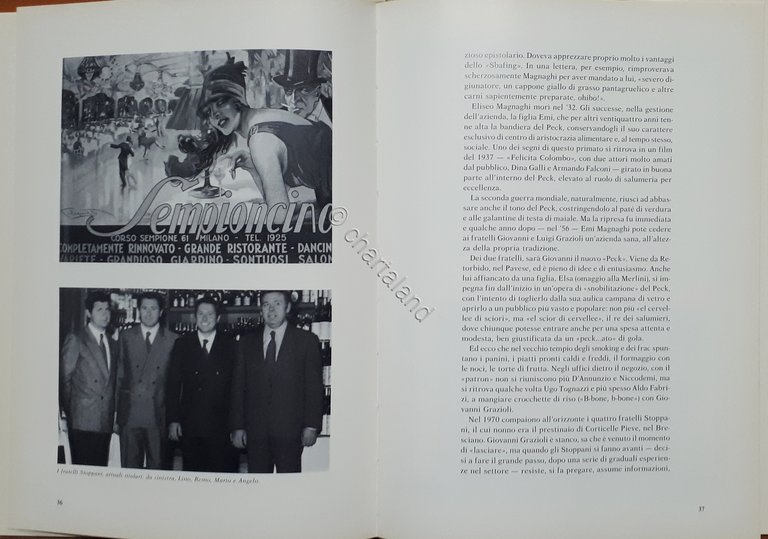 Sempioncino
CORSO SEMPIONE 61 MILANO - TEL. 1925
COMPLETAMENTE RINNOVATO - GRANDE RISTORANTE - DANCIN
VARIETE - GRANDIOSO GIARDINO - SONTUOSI SALON
I fratelli Stoppani, attuali titolari: da sinistra, Lino, Remo, Mario e Angelo.
36
zioso epistolario. Doveva apprezzare proprio molto i vantaggi
dello «Sbafing». In una lettera, per esempio, rimproverava
scherzosamente Magnaghi per aver mandato a lui, «severo di-
giunatore, un cappone giallo di grasso pantagruelico e altre
carni sapientemente preparate, ohibo!».
Eliseo Magnaghi morì nel '32. Gli successe, nella gestione
dell'azienda, la figlia Emi, che per altri ventiquattro anni ten-
ne alta la bandiera del Peck, conservandogli il suo carattere
esclusivo di centro di aristocrazia alimentare e, al tempo stesso,
sociale. Uno dei segni di questo primato si ritrova in un film
del 1937 — «Felicita Colombo», con due attori molto amati
dal pubblico, Dina Galli e Armando Falconi — girato in buona
parte all'interno del Peck, elevato al ruolo di salumeria per
eccellenza.
La seconda guerra mondiale, naturalmente, riuscì ad abbas-
sare anche il tono del Peck, costringendolo al paté di verdura
e alle galantine di testa di maiale. Ma la ripresa fu immediata
e qualche anno dopo — nel '56 — Emi Magnaghi poté cedere
ai fratelli Giovanni e Luigi Grazioli un'azienda sana, all'altez-
za della propria tradizione.
Dei due fratelli, sarà Giovanni il nuovo «Peck». Viene da Re-
torbido, nel Pavese, ed è pieno di idee e di entusiasmo. Anche
lui affiancato da una figlia, Elsa (omaggio alla Merlini), si im-
pegna fin dall'inizio in un'opera di «snobilitazione» del Peck,
con l'intento di toglierlo dalla sua aulica campana di vetro e
aprirlo a un pubblico più vasto e popolare: non più «el cervel-
lee di sciori», ma «el scior di cervellee», il re dei salumieri,
dove chiunque potesse entrare anche per una spesa attenta e
modesta, ben giustificata da un «peck...ato» di gola.
Ed ecco che nel vecchio tempio degli smoking e dei frac spun-
tano i panini, i piatti pronti caldi e freddi, il formaggio con
le noci, le torte di frutta. Negli uffici dietro il negozio, con il
«patron» non si riuniscono più D'Annunzio e Niccodemi, ma
si ritrova qualche volta Ugo Tognazzi e più spesso Aldo Fabri-
zi, a mangiare crocchette di riso («B-bone, b-bone») con Gio-
vanni Grazioli.
Nel 1970 compaiono all'orizzonte i quattro fratelli Stoppa-
ni, il cui nonno era il prestinaio di Corticelle Pieve, nel Bre-
sciano. Giovanni Grazioli è stanco, sa che è venuto il momento
di «lasciare», ma quando gli Stoppani si fanno avanti — deci-
si a fare il grande passo, dopo una serie di graduali esperien-
ze nel settore — resiste, si fa pregare, assume informazioni,
37
© chartaland